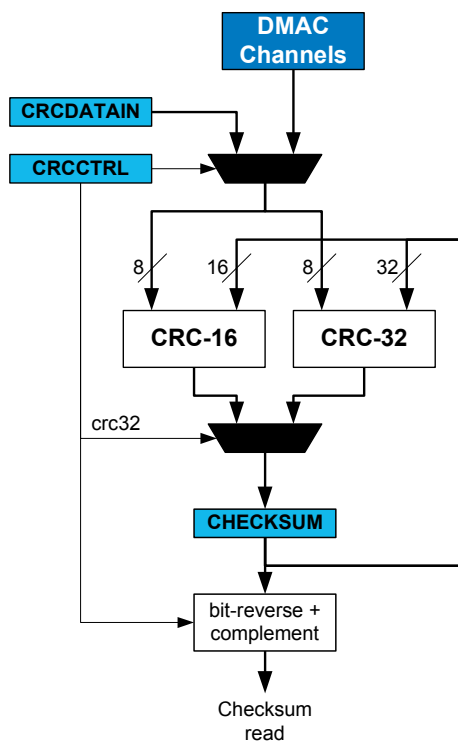 DMAC
Channels
CRCDATAIN
CRCCTRL
8
16
8
32
CRC-16
CRC-32
crc32
CHECKSUM
bit-reverse +
complement
Checksum
read